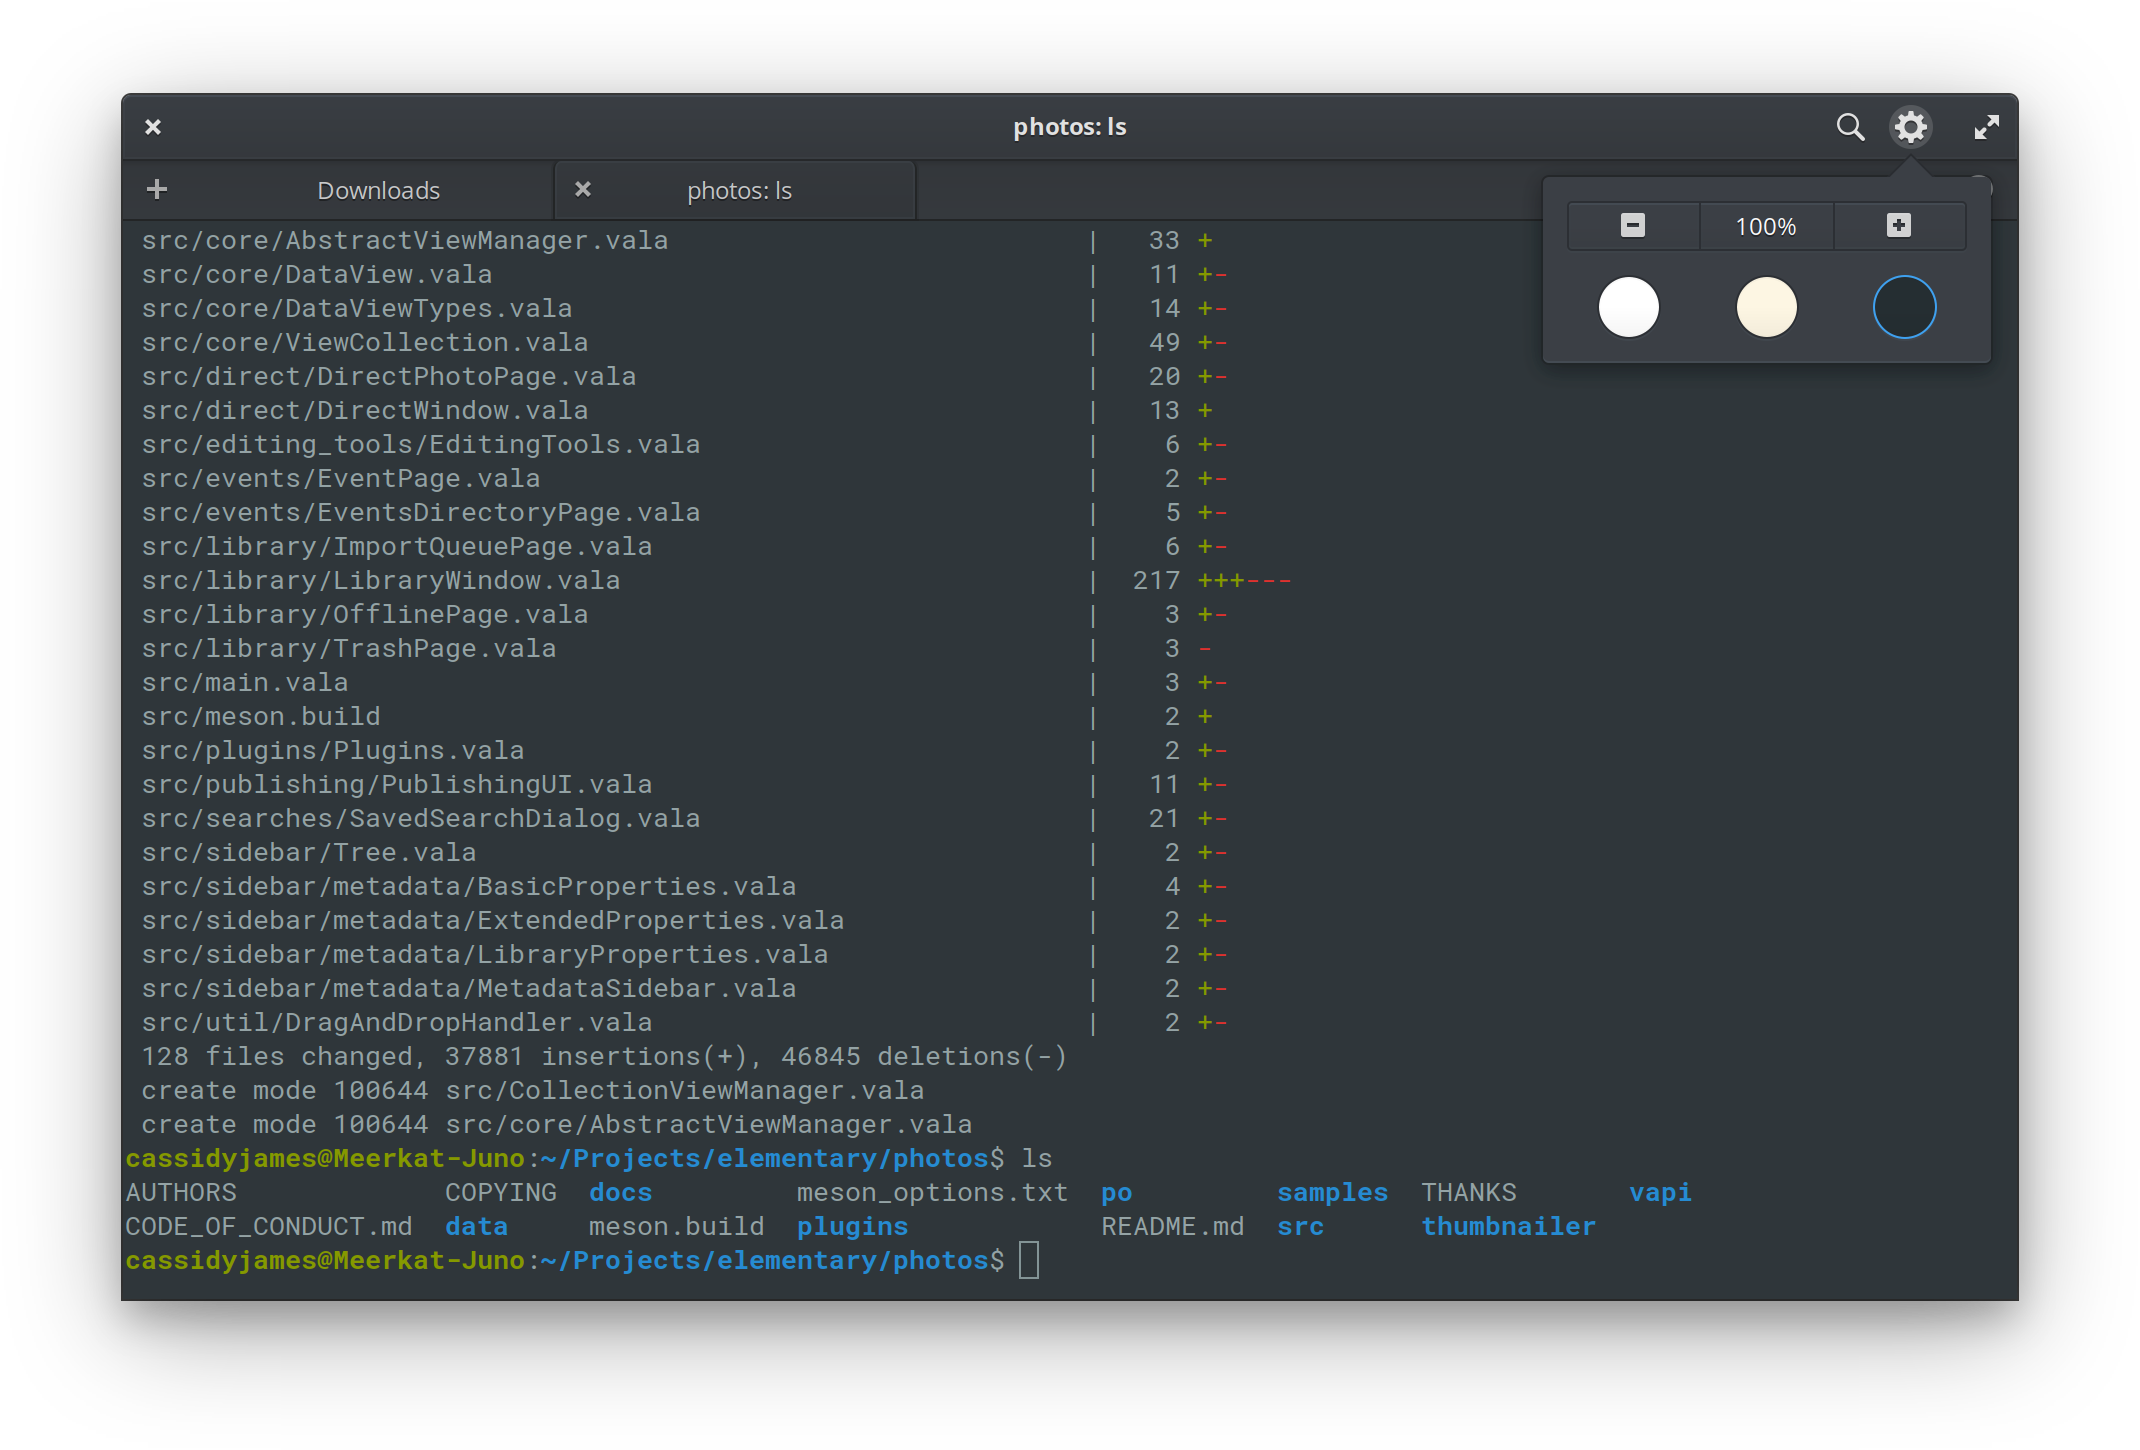 photos: ls
Downloads photos: ls
100%
src/core/AbstractViewManager.vala | 33 +
src/core/DataView.vala | 11 +-
src/core/DataViewTypes.vala | 14 +-
src/core/ViewCollection.vala | 49 +-
src/direct/DirectPhotoPage.vala | 20 +-
src/direct/DirectWindow.vala | 13 +
src/editing_tools/EditingTools.vala | 6 +-
src/events/EventPage.vala | 2 +-
src/events/EventsDirectoryPage.vala | 5 +-
src/library/ImportQueuePage.vala | 6 +-
src/library/LibraryWindow.vala | 217 +++---
src/library/OfflinePage.vala | 3 +-
src/library/TrashPage.vala | 3 -
src/main.vala | 3 +-
src/meson.build | 2 +
src/plugins/Plugins.vala | 2 +-
src/publishing/PublishingUI.vala | 11 +-
src/searches/SavedSearchDialog.vala | 21 +-
src/sidebar/Tree.vala | 2 +-
src/sidebar/metadata/BasicProperties.vala | 4 +-
src/sidebar/metadata/ExtendedProperties.vala | 2 +-
src/sidebar/metadata/LibraryProperties.vala | 2 +-
src/sidebar/metadata/MetadataSidebar.vala | 2 +-
src/util/DragAndDropHandler.vala | 2 +-
128 files changed, 37881 insertions(+), 46845 deletions(-)
create mode 100644 src/CollectionViewManager.vala
create mode 100644 src/core/AbstractViewManager.vala
cassidyjames@Meerkat-Juno:~/Projects/elementary/photos$ ls
AUTHORS COPYING docs meson_options.txt po samples THANKS vapi
CODE_OF_CONDUCT.md data meson.build plugins README.md src thumbnailer
cassidyjames@Meerkat-Juno:~/Projects/elementary/photos$